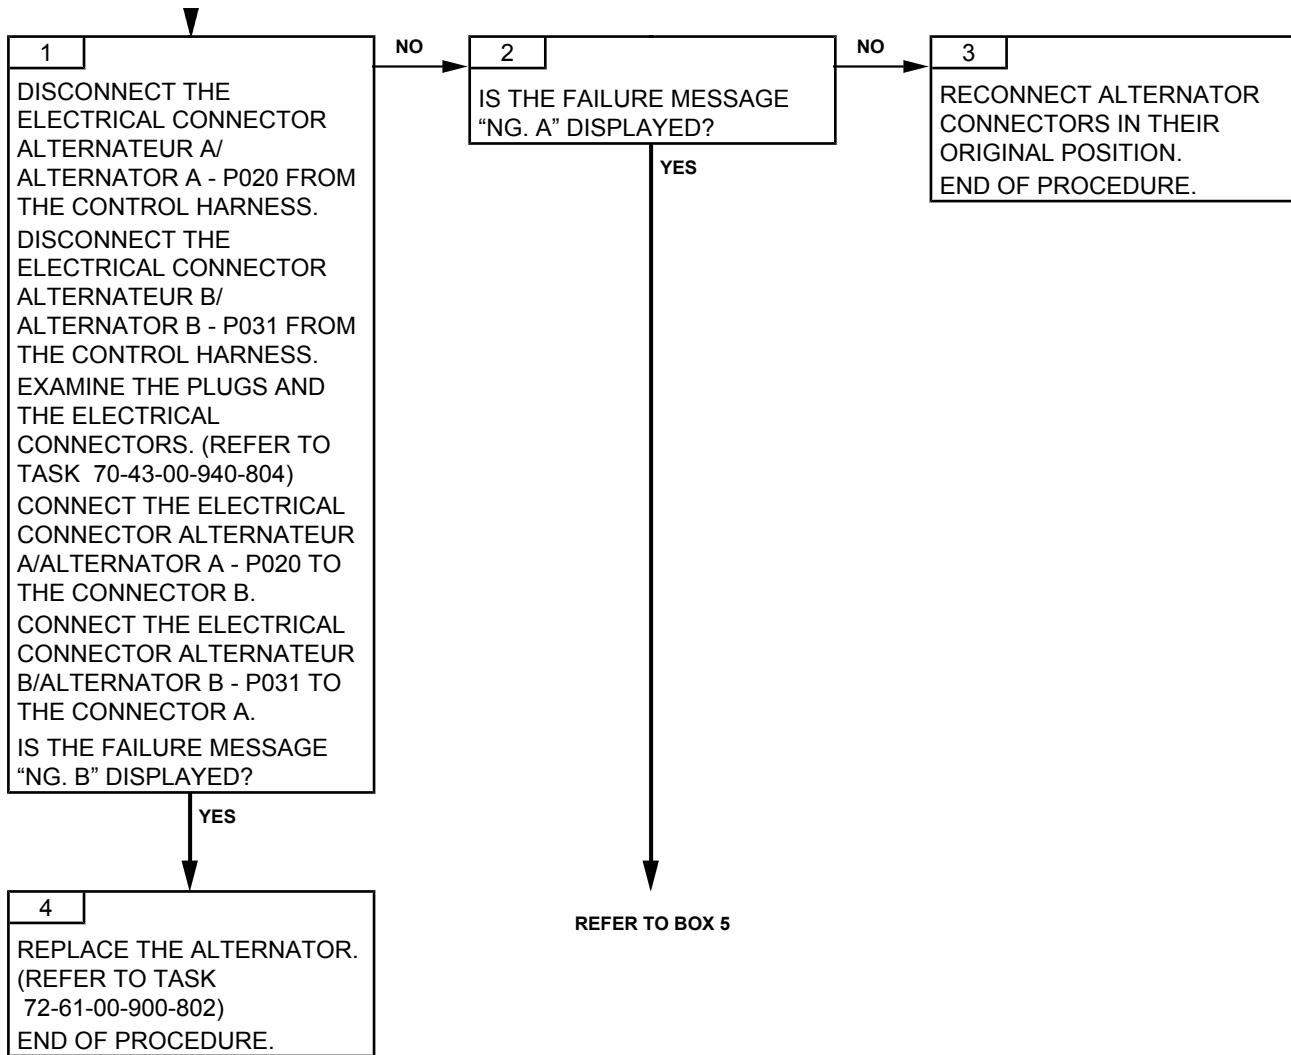 1
DISCONNECT THE
ELECTRICAL CONNECTOR
ALTERNATEUR A/
ALTERNATOR A - P020 FROM
THE CONTROL HARNESS.
DISCONNECT THE
ELECTRICAL CONNECTOR
ALTERNATEUR B/
ALTERNATOR B - P031 FROM
THE CONTROL HARNESS.
EXAMINE THE PLUGS AND
THE ELECTRICAL
CONNECTORS. (REFER TO
TASK 70-43-00-940-804)
CONNECT THE ELECTRICAL
CONNECTOR ALTERNATEUR
A/ALTERNATOR A - P020 TO
THE CONNECTOR B.
CONNECT THE ELECTRICAL
CONNECTOR ALTERNATEUR
B/ALTERNATOR B - P031 TO
THE CONNECTOR A.
IS THE FAILURE MESSAGE
“NG. B” DISPLAYED?
NO
2
IS THE FAILURE MESSAGE
“NG. A” DISPLAYED?
NO
3
RECONNECT ALTERNATOR
CONNECTORS IN THEIR
ORIGINAL POSITION.
END OF PROCEDURE.
YES
YES
4
REPLACE THE ALTERNATOR.
(REFER TO TASK
72-61-00-900-802)
END OF PROCEDURE.
REFER TO BOX 5